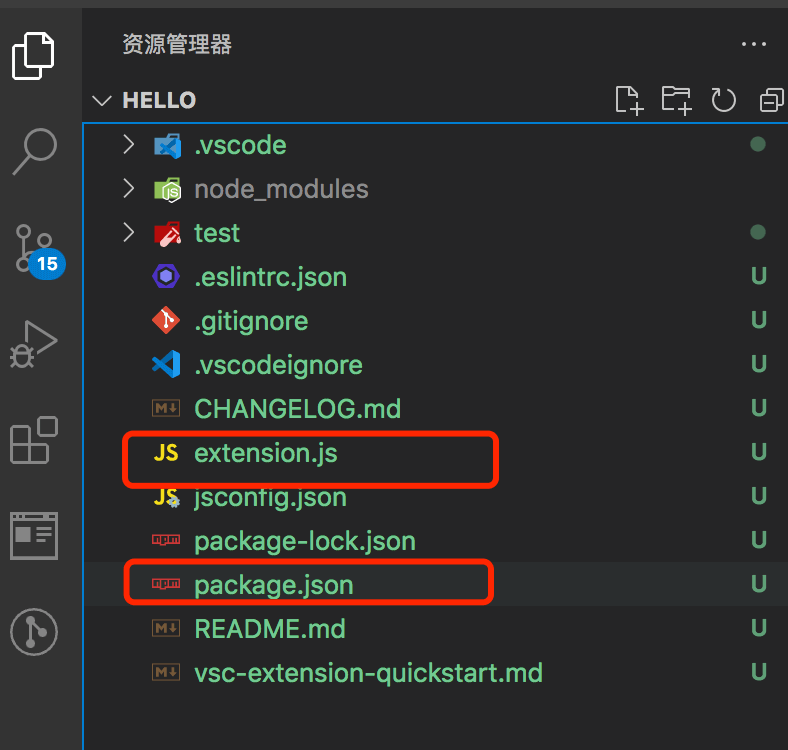 资源管理器
HELLO
.vscode
node_modules
test
.eslintrc.json U
.gitignore U
.vscodeignore U
CHANGELOG.md U
JS extension.js U
JS jsconfig.json U
package-lock.json U
package.json U
README.md U
vsc-extension-quickstart.md U
15